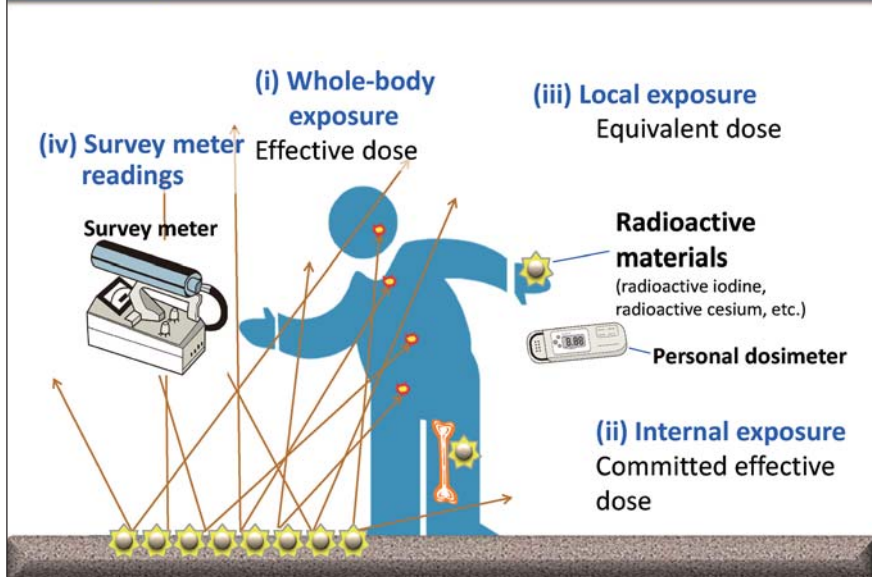 (i) Whole-body
exposure
Effective dose
(iii) Local exposure
Equivalent dose
(iv) Survey meter
readings
Survey meter
Radioactive
materials
(radioactive iodine,
radioactive cesium, etc.)
Personal dosimeter
(ii) Internal exposure
Committed effective
dose